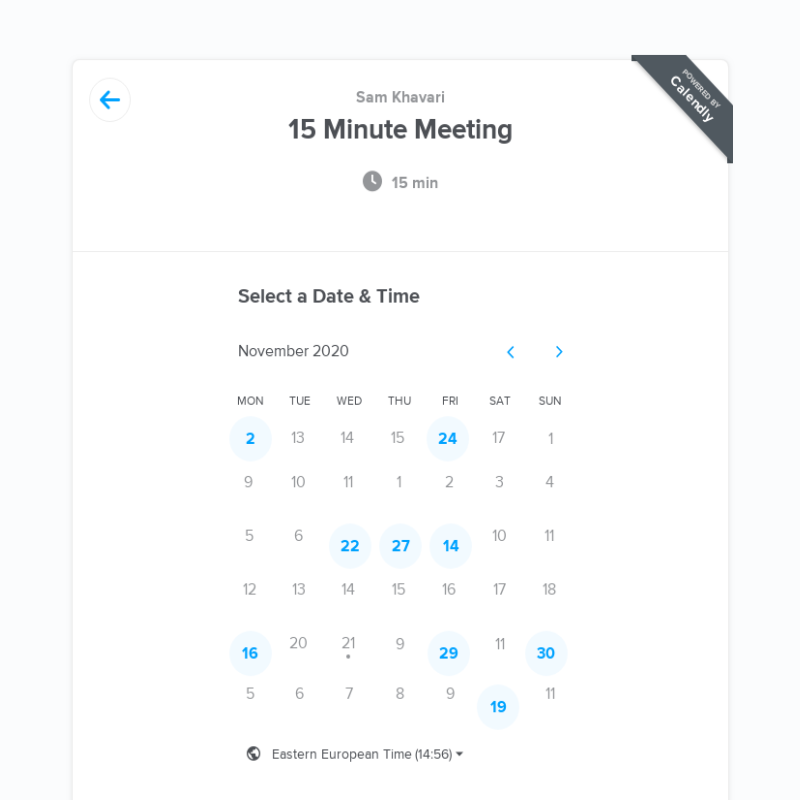 POWERED BY
Calendly
Sam Khavari
15 Minute Meeting
15 min
Select a Date & Time
November 2020
MON TUE WED THU FRI SAT SUN
2 13 14 15 24 17 1
9 10 11 1 2 3 4
5 6 22 27 14 10 11
12 13 14 15 16 17 18
16 20 21 9 29 11 30
5 6 7 8 9 19 11
Eastern European Time (14:56)